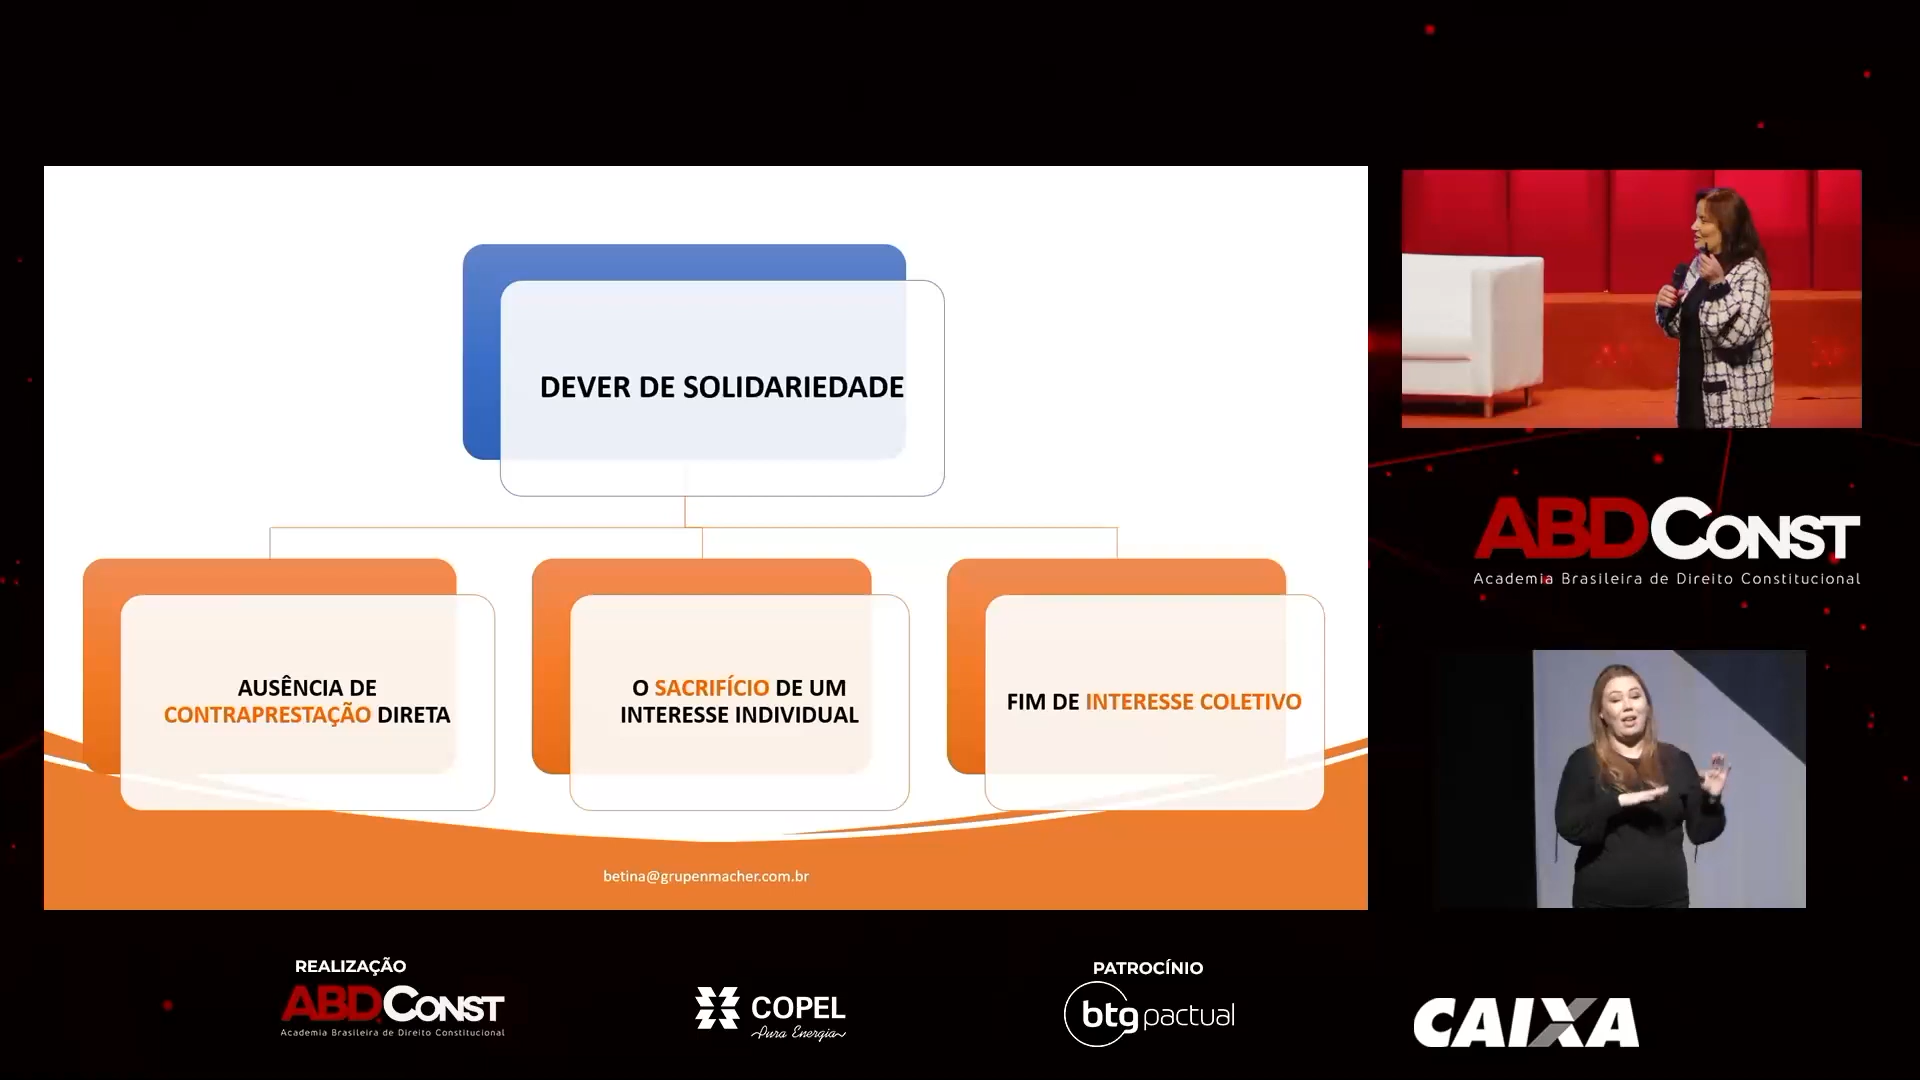 DEVER DE SOLIDARIEDADE
AUSÊNCIA DE
CONTRAPRESTAÇÃO DIRETA
O SACRIFÍCIO DE UM
INTERESSE INDIVIDUAL
FIM DE INTERESSE COLETIVO
betina@grupenmacher.com.br
ABDCONST
Academia Brasileira de Direito Constitucional
REALIZAÇÃO
ABDCONST
Academia Brasileira de Direito Constitucional
COPEL
Pura Energia
PATROCÍNIO
btg pactual
CAIXA